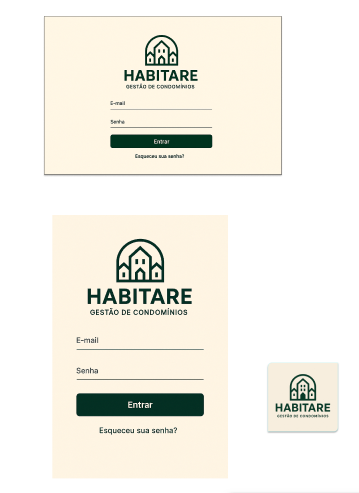 HABITARE
GESTÃO DE CONDOMÍNIOS
E-mail
Senha
Entrar
Esqueceu sua senha?
HABITARE
GESTÃO DE CONDOMÍNIOS
E-mail
Senha
Entrar
Esqueceu sua senha?
HABITARE
GESTÃO DE CONDOMÍNIOS